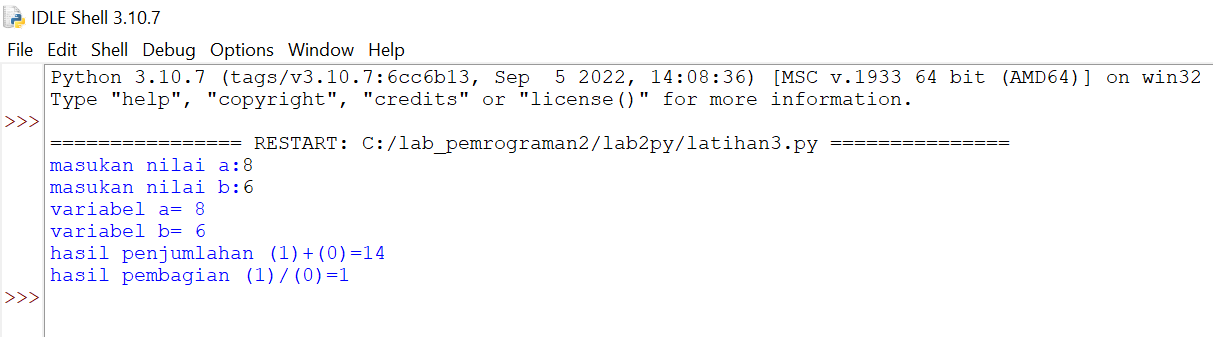 IDLE Shell 3.10.7
File Edit Shell Debug Options Window Help
Python 3.10.7 (tags/v3.10.7:6cc6b13, Sep  5 2022, 14:08:36) [MSC v.1933 64 bit (AMD64)] on win32
Type "help", "copyright", "credits" or "license()" for more information.
>>>
================ RESTART: C:/lab_pemrograman2/lab2py/latihan3.py ===============
masukan nilai a:8
masukan nilai b:6
variabel a= 8
variabel b= 6
hasil penjumlahan (1)+(0)=14
hasil pembagian (1)/(0)=1
>>>